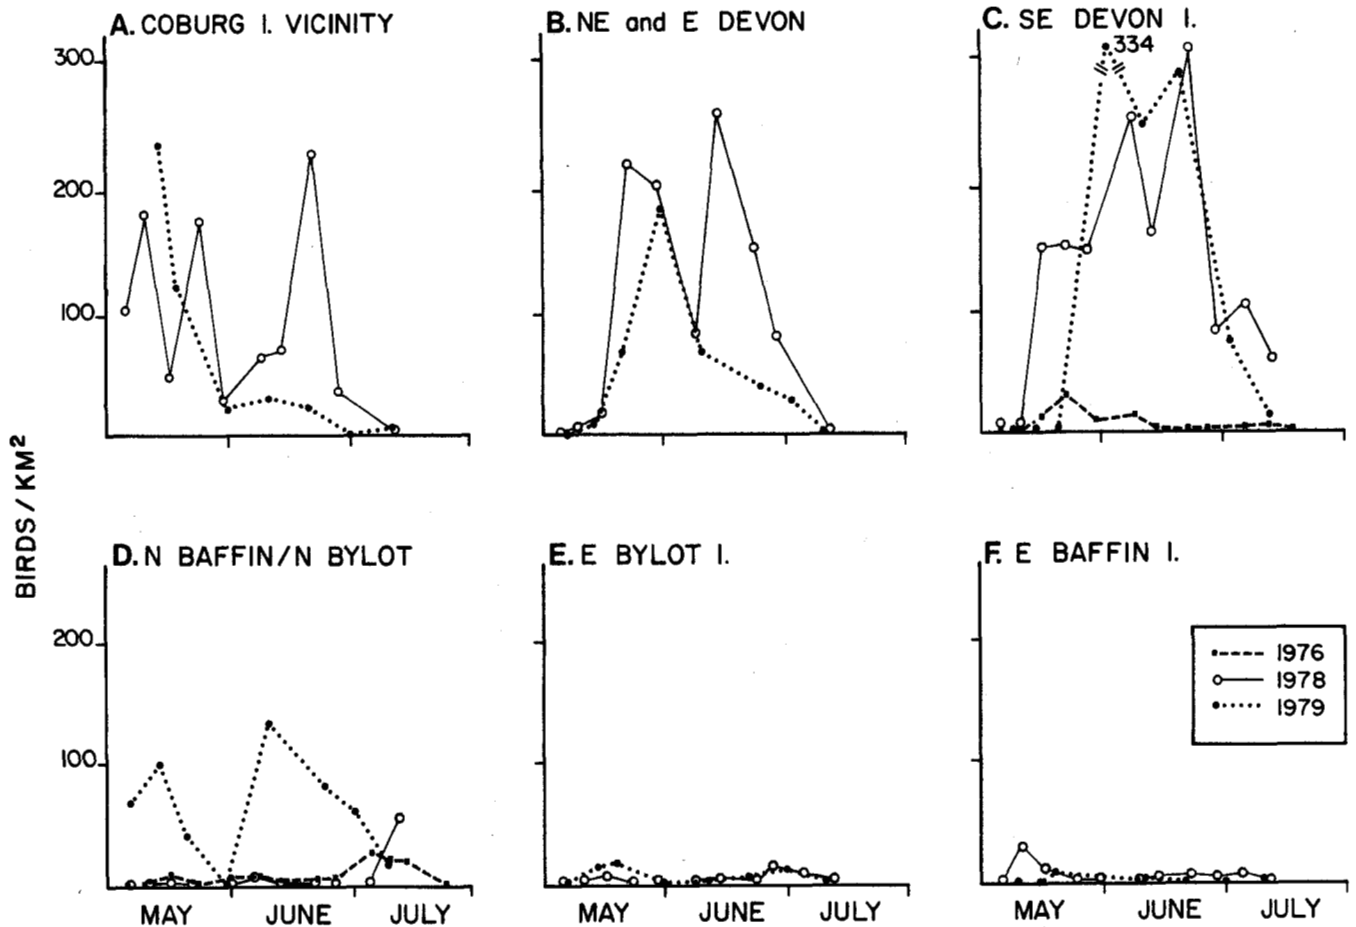 A. COBURG I. VICINITY
B. NE and E DEVON
C. SE DEVON I.
300
200
100
334
BIRDS / KM²
D. N BAFFIN/N BYLOT
E. E BYLOT I.
F. E BAFFIN I.
200
100
1976
1978
1979
MAY JUNE JULY
MAY JUNE JULY
MAY JUNE JULY